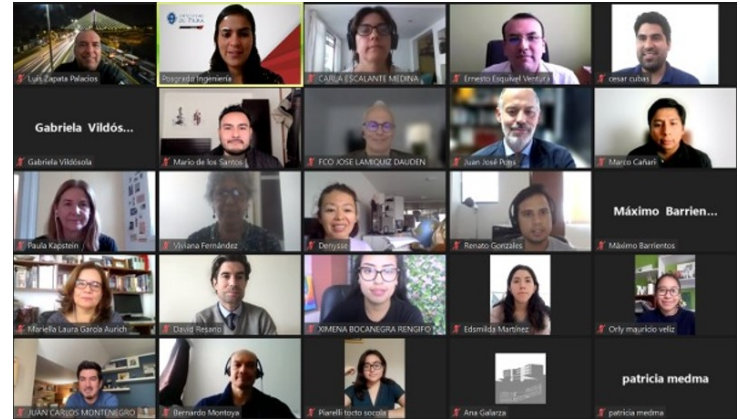 Luis Zapata Palacios
Posgrado Ingeniería
CARLA ESCALANTE MEDINA
Ernesto Esquivel Ventura
cesar cubas
Gabriela Vildós...
Gabriela Vildósola
Mario de los Santos
FCO JOSE LAMIQUIZ DAUDEN
Juan José Pons
Marco Cañari
Paula Kapstein
Viviana Fernández
Denysse
Renato Gonzales
Máximo Barrien...
Máximo Barrientos
Mariella Laura García Aurich
David Resano
XIMENA BOCANEGRA RENGIFO
Edsmilda Martínez
Orly mauricio veliz
JUAN CARLOS MONTENEGRO
Bernardo Montoya
Piarelli tocto socola
Ana Galarza
patricia medma
patricia medma